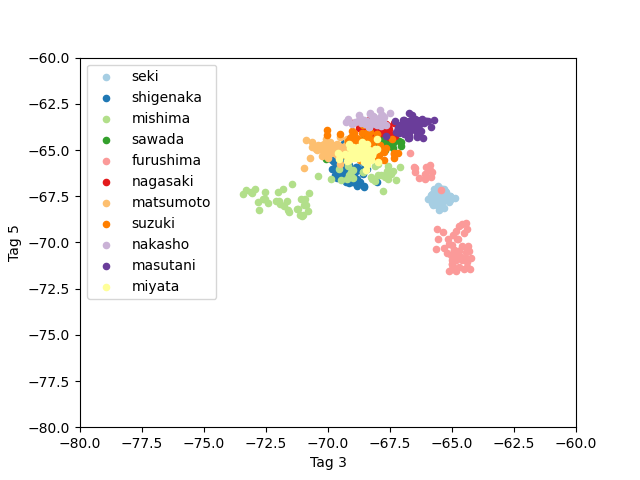 −60.0
−62.5
−65.0
−67.5
−70.0
−72.5
−75.0
−77.5
−80.0
Tag 5
seki
shigenaka
mishima
sawada
furushima
nagasaki
matsumoto
suzuki
nakasho
masutani
miyata
−80.0 −77.5 −75.0 −72.5 −70.0 −67.5 −65.0 −62.5 −60.0
Tag 3